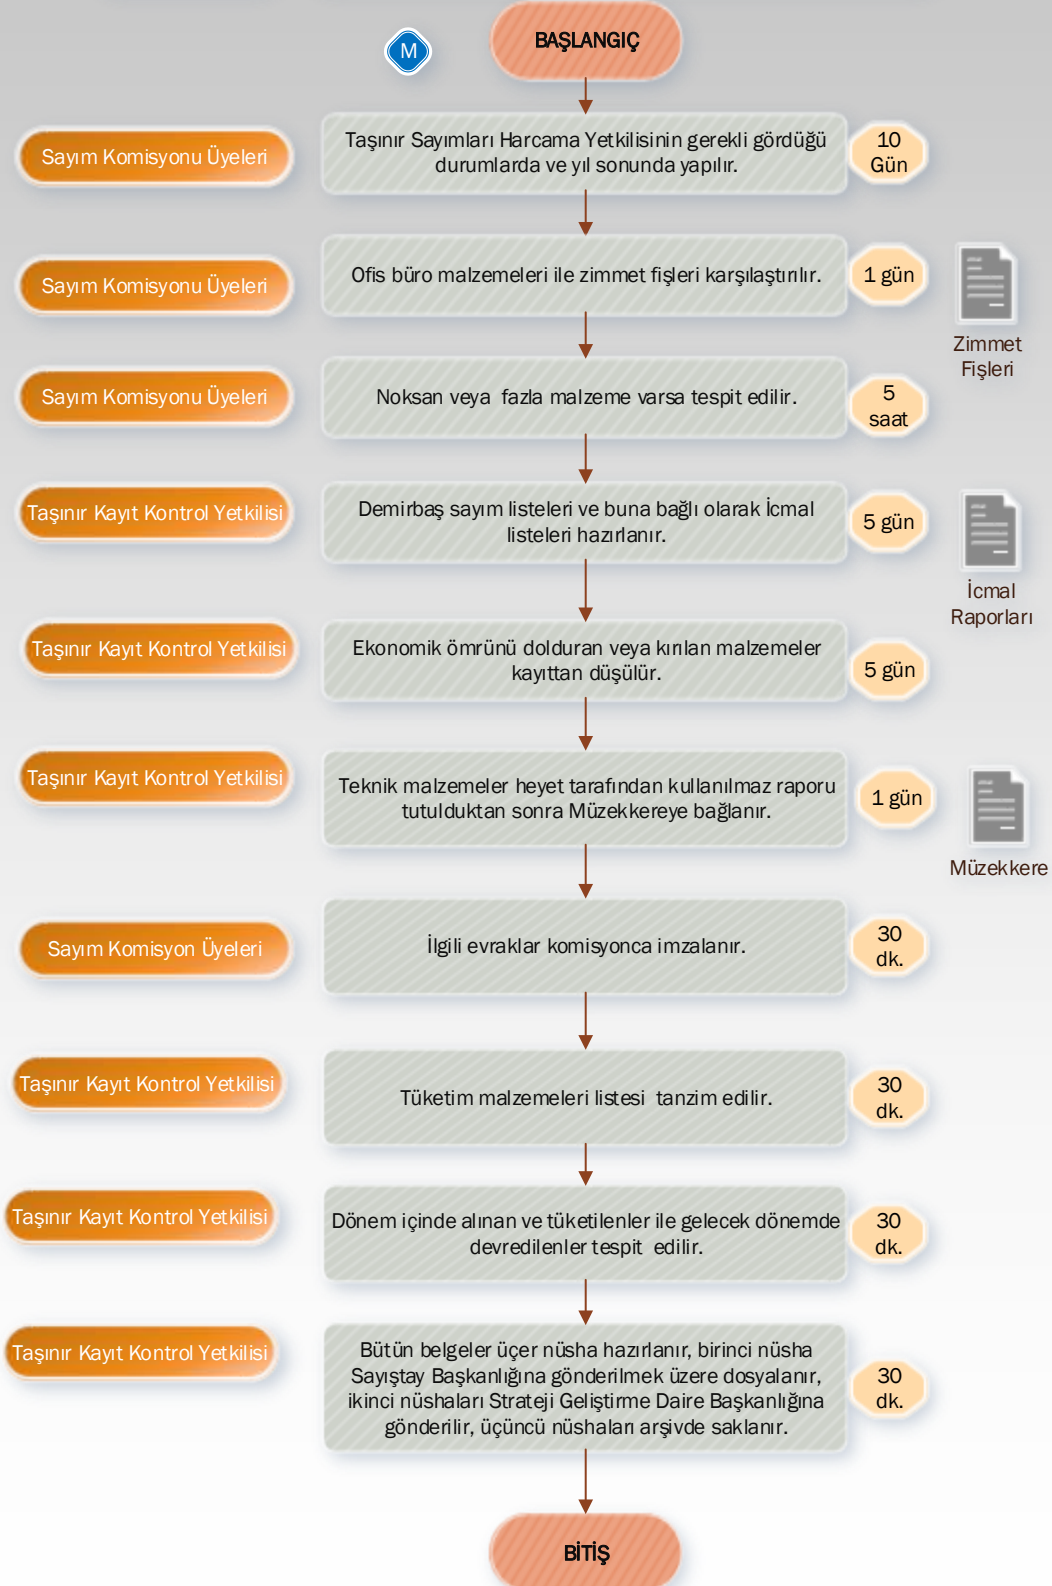 M
BAŞLANGIÇ
Sayım Komisyonu Üyeleri
Taşınır Sayımları Harcama Yetkilisinin gerekli gördüğü
durumlarda ve yıl sonunda yapılır.
10
Gün
Sayım Komisyonu Üyeleri
Ofis büro malzemeleri ile zimmet fişleri karşılaştırılır.
1 gün
Zimmet
Fişleri
Sayım Komisyonu Üyeleri
Noksan veya  fazla malzeme varsa tespit edilir.
5
saat
Taşınır Kayıt Kontrol Yetkilisi
Demirbaş sayım listeleri ve buna bağlı olarak İcmal
listeleri hazırlanır.
5 gün
İcmal
Raporları
Taşınır Kayıt Kontrol Yetkilisi
Ekonomik ömrünü dolduran veya kırılan malzemeler
kayıttan düşülür.
5 gün
Taşınır Kayıt Kontrol Yetkilisi
Teknik malzemeler heyet tarafından kullanılmaz raporu
tutulduktan sonra Müzekkereye bağlanır.
1 gün
Müzekkere
Sayım Komisyon Üyeleri
İlgili evraklar komisyonca imzalanır.
30
dk.
Taşınır Kayıt Kontrol Yetkilisi
Tüketim malzemeleri listesi  tanzim edilir.
30
dk.
Taşınır Kayıt Kontrol Yetkilisi
Dönem içinde alınan ve tüketilenler ile gelecek dönemde
devredilenler tespit  edilir.
30
dk.
Taşınır Kayıt Kontrol Yetkilisi
Bütün belgeler üçer nüsha hazırlanır, birinci nüsha
Sayıştay Başkanlığına gönderilmek üzere dosyalanır,
ikinci nüshaları Strateji Geliştirme Daire Başkanlığına
gönderilir, üçüncü nüshaları arşivde saklanır.
30
dk.
BİTİŞ